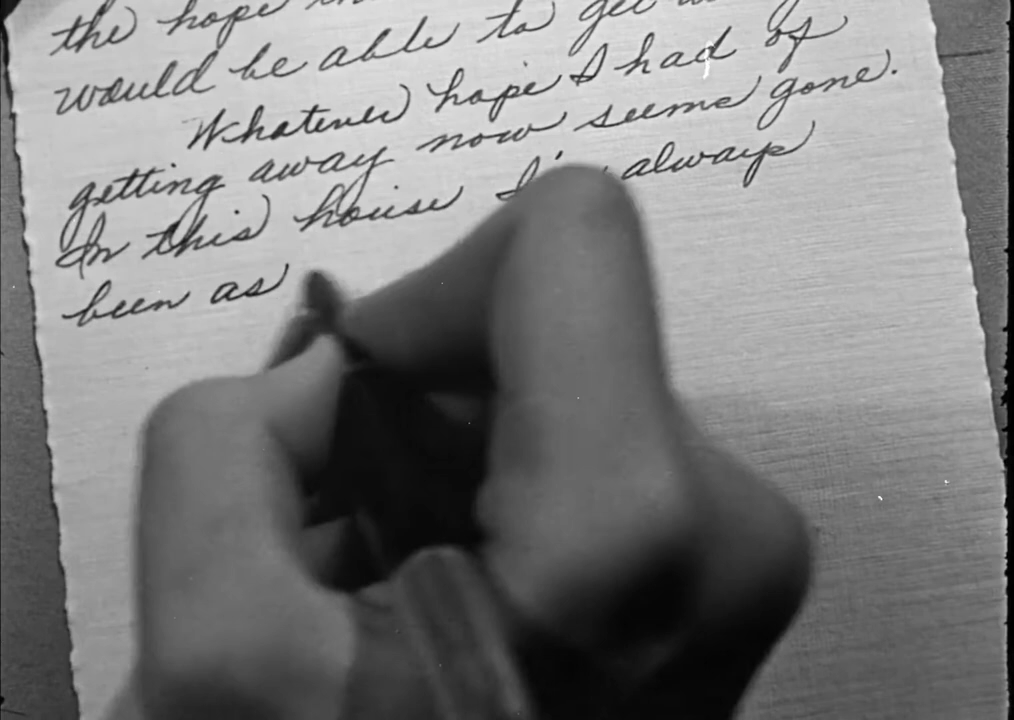 the hope
would be able to get
Whatever hope I had of
getting away now seems gone.
In this house always
been as